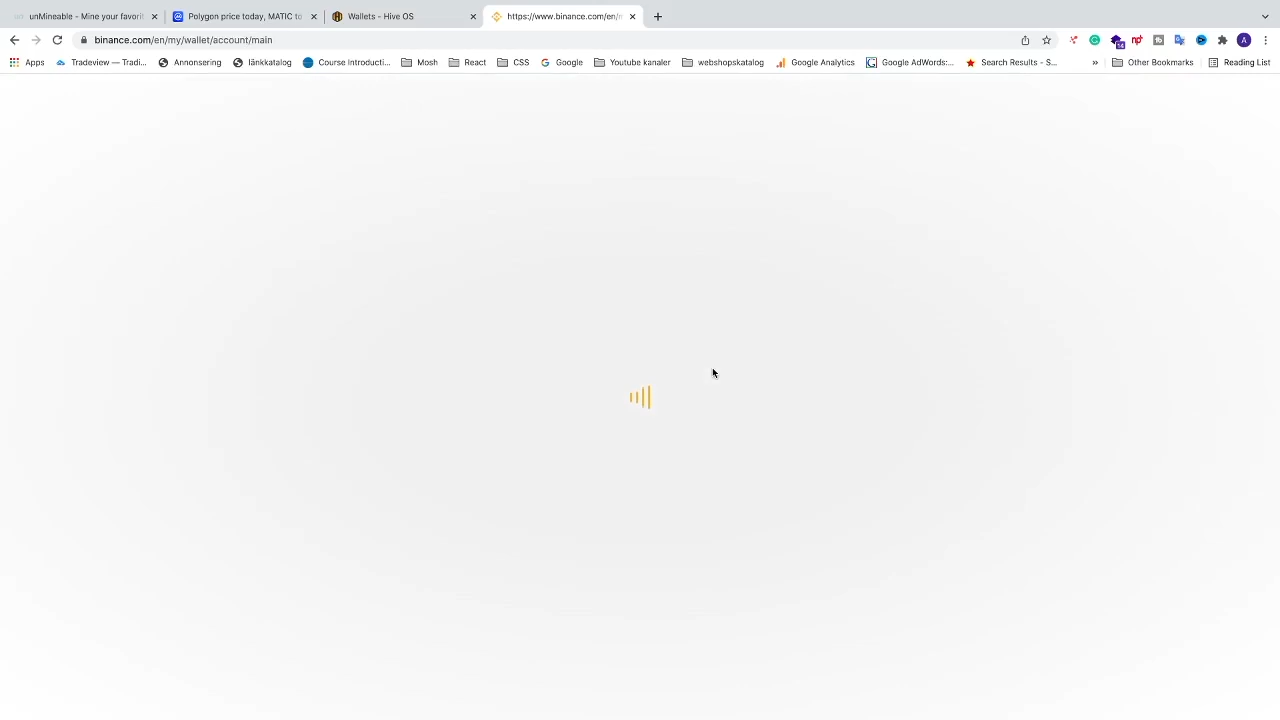 unMineable - Mine your favorit
Polygon price today, MATIC to
Wallets - Hive OS
https://www.binance.com/en/m
binance.com/en/my/wallet/account/main
14
A
Apps
Tradeview — Tradi...
Annonsering
länkkatalog
Course Introducti...
Mosh
React
CSS
Google
Youtube kanaler
webshopskatalog
Google Analytics
Google AdWords:...
Search Results - S...
»
Other Bookmarks
Reading List